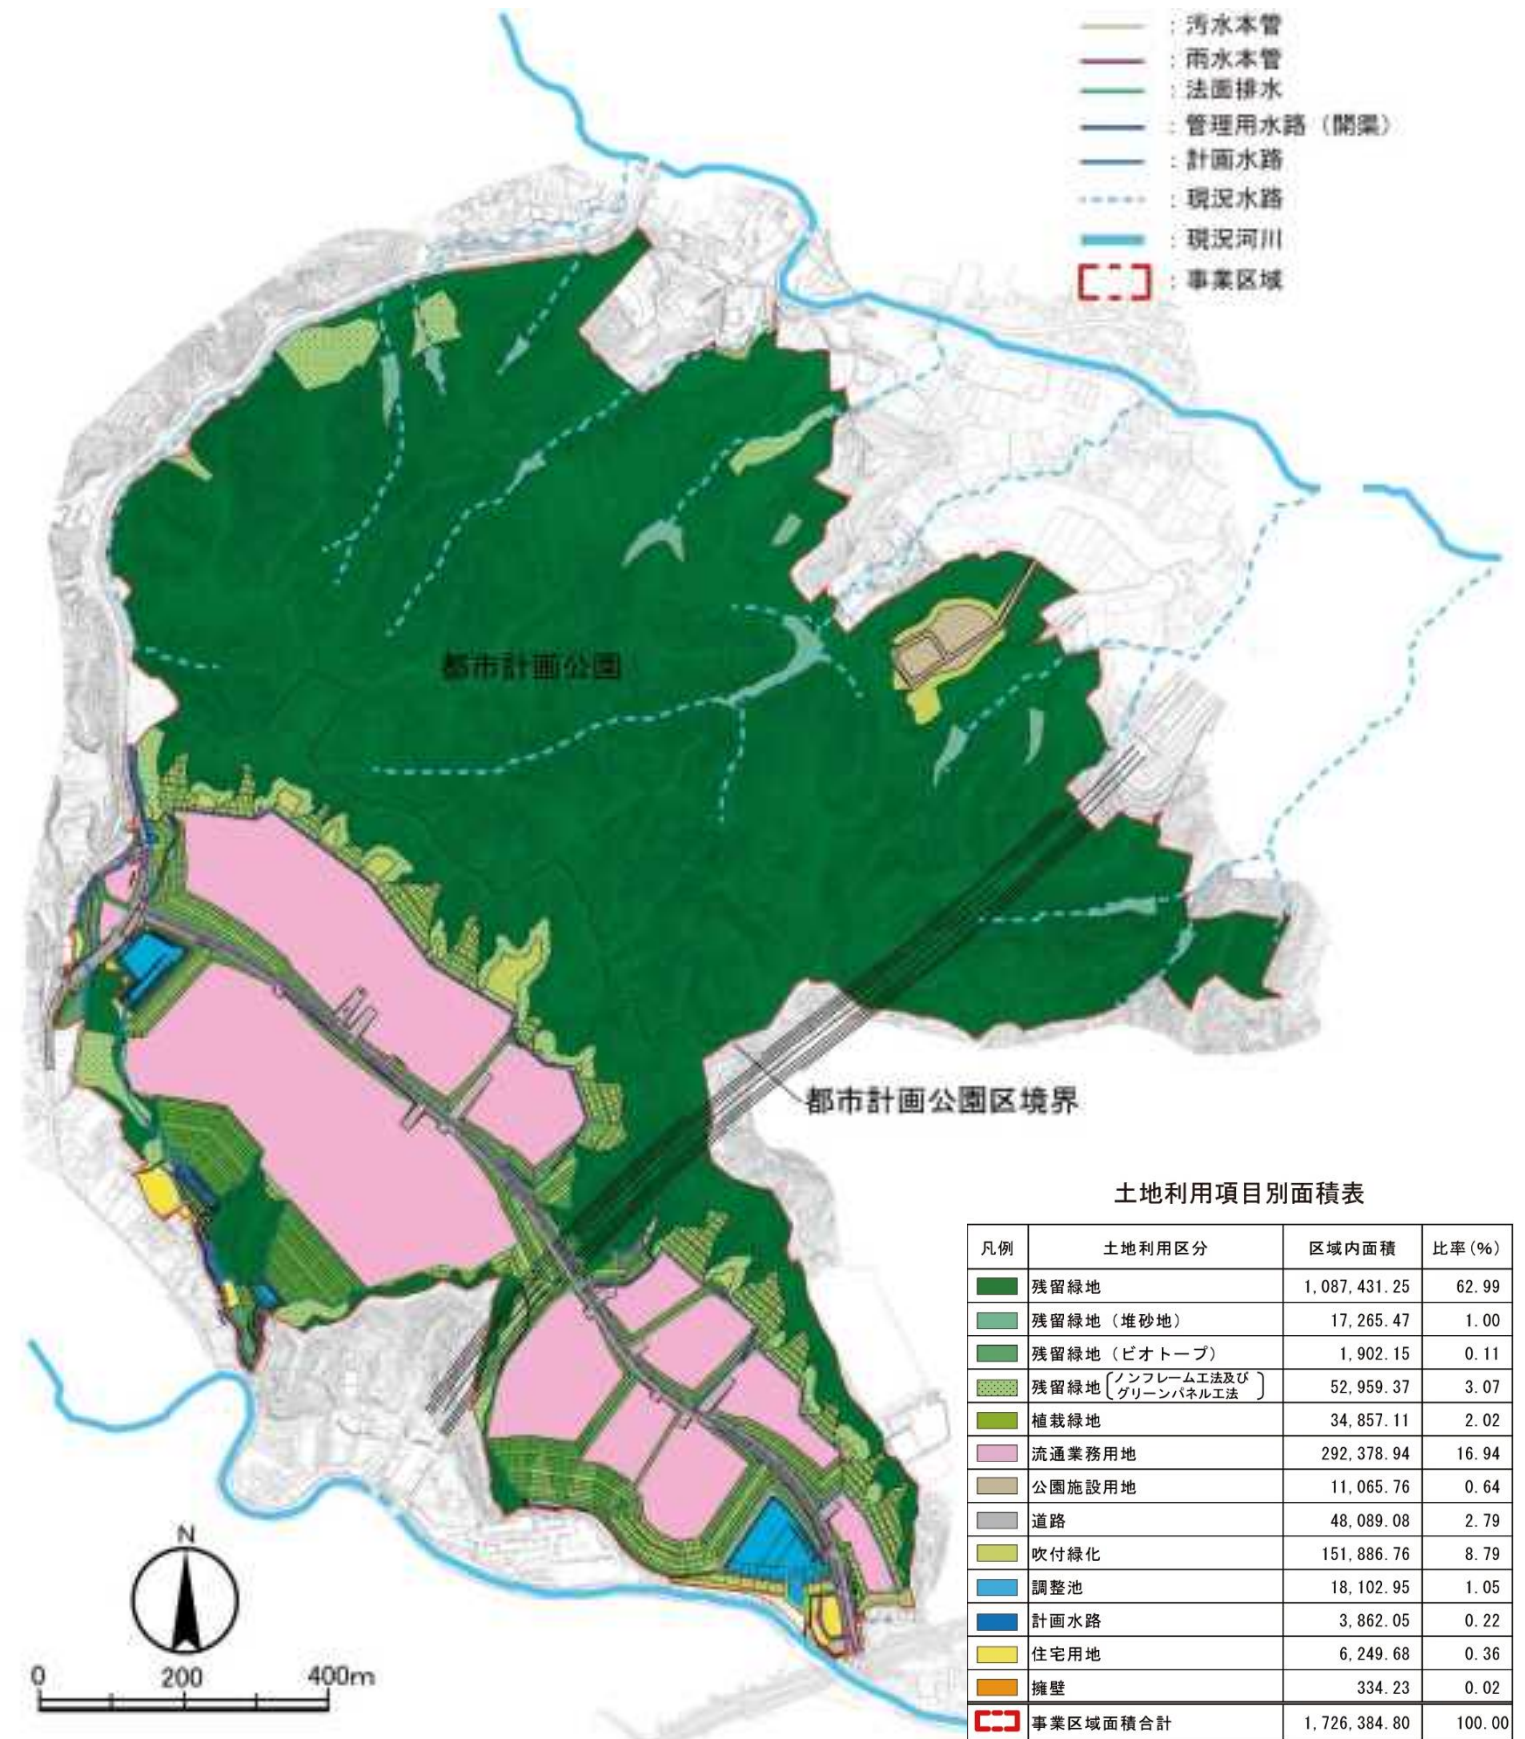 ：汚水本管
：雨水本管
：法面排水
：管理用水路（開渠）
：計画水路
：現況水路
：現況河川
：事業区域
都市計画公園
都市計画公園区境界
N
0 200 400m
土地利用項目別面積表
凡例 土地利用区分 区域内面積 比率(%)
残留緑地 1,087,431.25 62.99
残留緑地（堆砂地） 17,265.47 1.00
残留緑地（ビオトープ） 1,902.15 0.11
残留緑地〔ノンフレーム工法及びグリーンパネル工法〕 52,959.37 3.07
植栽緑地 34,857.11 2.02
流通業務用地 292,378.94 16.94
公園施設用地 11,065.76 0.64
道路 48,089.08 2.79
吹付緑化 151,886.76 8.79
調整池 18,102.95 1.05
計画水路 3,862.05 0.22
住宅用地 6,249.68 0.36
擁壁 334.23 0.02
事業区域面積合計 1,726,384.80 100.00